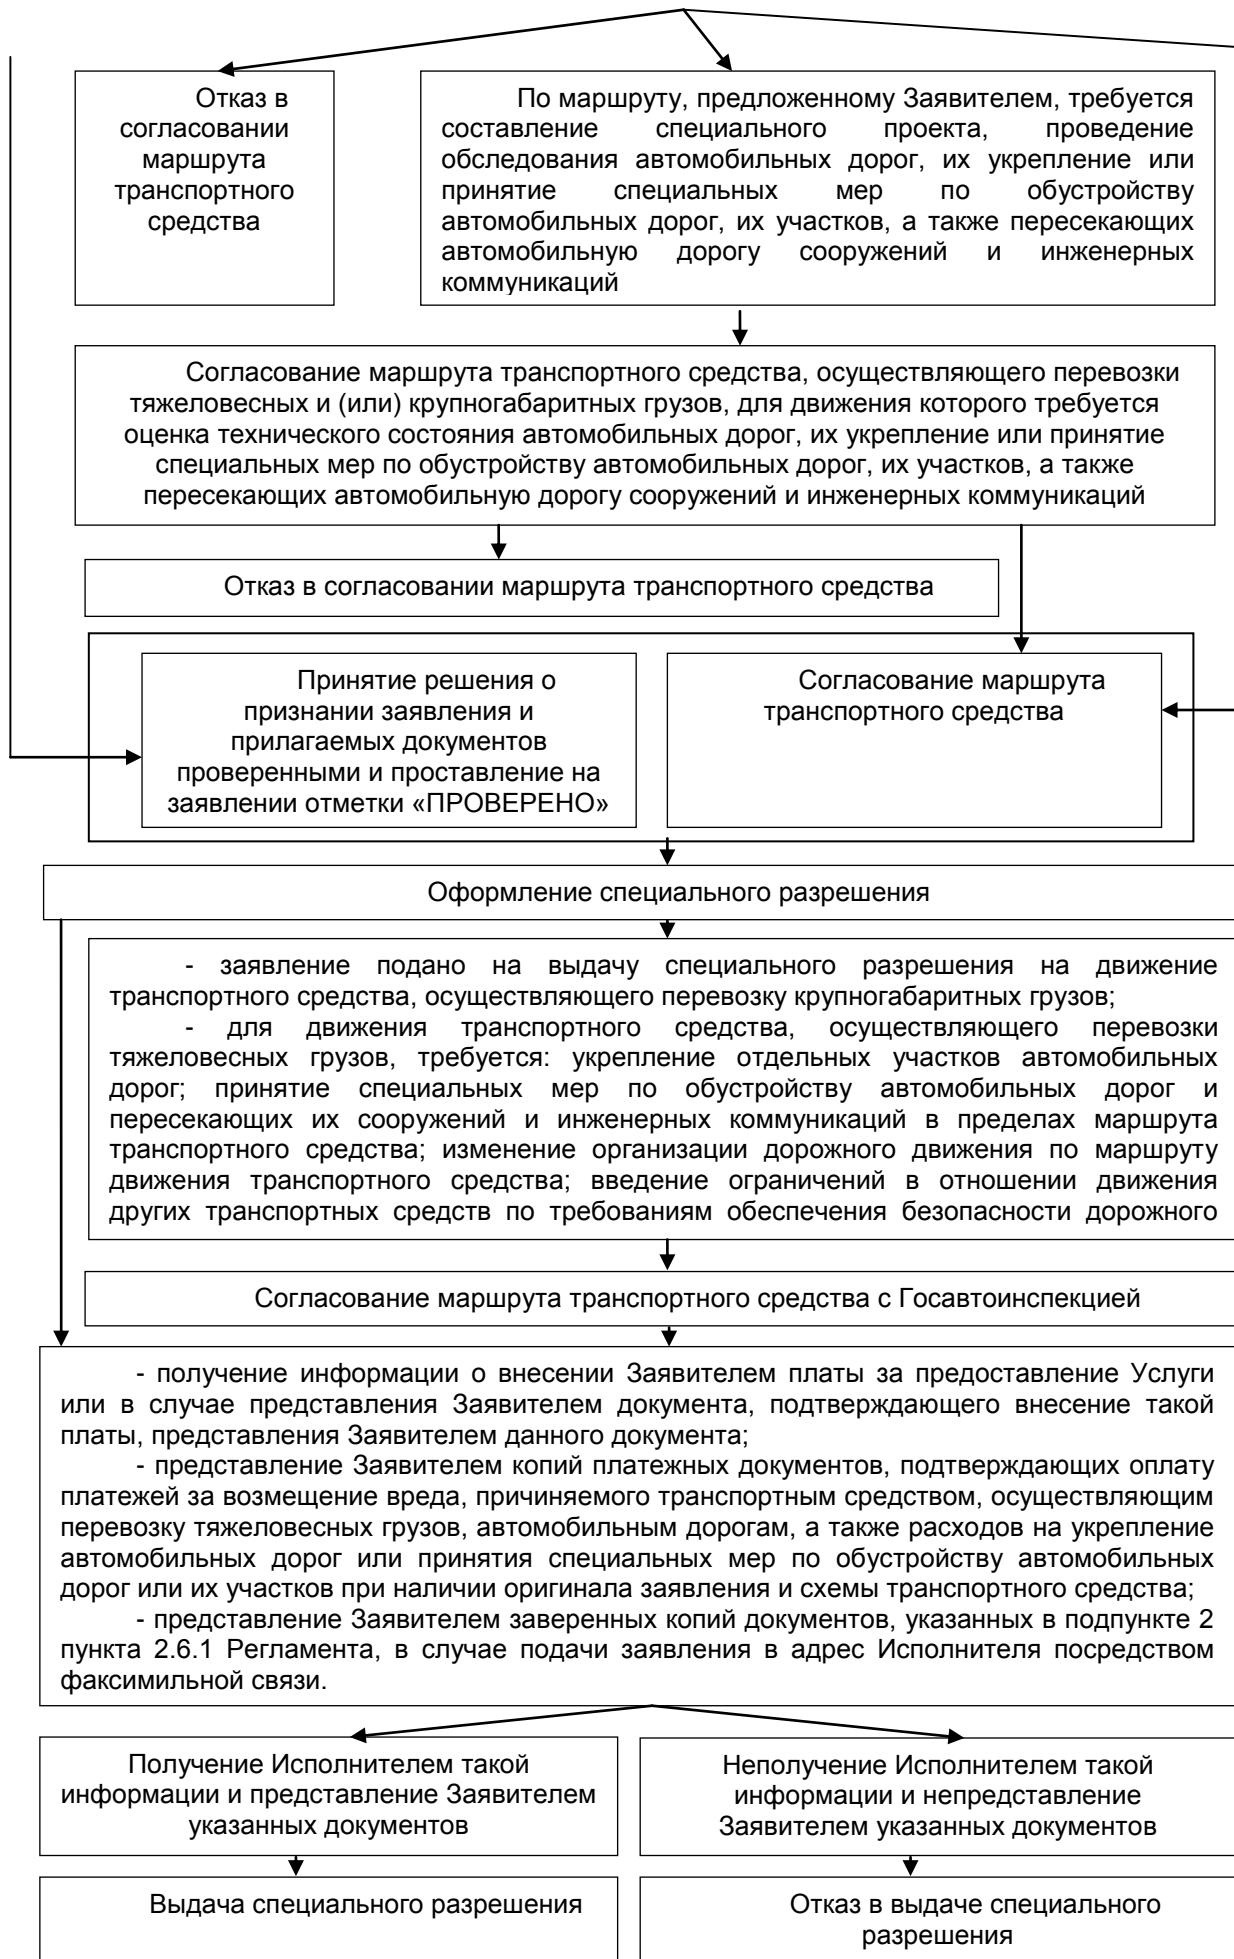 Отказ в
согласовании
маршрута
транспортного
средства
По маршруту, предложенному Заявителем, требуется
составление специального проекта, проведение
обследования автомобильных дорог, их укрепление или
принятие специальных мер по обустройству
автомобильных дорог, их участков, а также пересекающих
автомобильную дорогу сооружений и инженерных
коммуникаций
Согласование маршрута транспортного средства, осуществляющего перевозки
тяжеловесных и (или) крупногабаритных грузов, для движения которого требуется
оценка технического состояния автомобильных дорог, их укрепление или принятие
специальных мер по обустройству автомобильных дорог, их участков, а также
пересекающих автомобильную дорогу сооружений и инженерных коммуникаций
Отказ в согласовании маршрута транспортного средства
Принятие решения о
признании заявления и
прилагаемых документов
проверенными и проставление на
заявлении отметки «ПРОВЕРЕНО»
Согласование маршрута
транспортного средства
Оформление специального разрешения
- заявление подано на выдачу специального разрешения на движение
транспортного средства, осуществляющего перевозку крупногабаритных грузов;
- для движения транспортного средства, осуществляющего перевозки
тяжеловесных грузов, требуется: укрепление отдельных участков автомобильных
дорог; принятие специальных мер по обустройству автомобильных дорог и
пересекающих их сооружений и инженерных коммуникаций в пределах маршрута
транспортного средства; изменение организации дорожного движения по маршруту
движения транспортного средства; введение ограничений в отношении движения
других транспортных средств по требованиям обеспечения безопасности дорожного
Согласование маршрута транспортного средства с Госавтоинспекцией
- получение информации о внесении Заявителем платы за предоставление Услуги
или в случае представления Заявителем документа, подтверждающего внесение такой
платы, представления Заявителем данного документа;
- представление Заявителем копий платежных документов, подтверждающих оплату
платежей за возмещение вреда, причиняемого транспортным средством, осуществляющим
перевозку тяжеловесных грузов, автомобильным дорогам, а также расходов на укрепление
автомобильных дорог или принятия специальных мер по обустройству автомобильных
дорог или их участков при наличии оригинала заявления и схемы транспортного средства;
- представление Заявителем заверенных копий документов, указанных в подпункте 2
пункта 2.6.1 Регламента, в случае подачи заявления в адрес Исполнителя посредством
факсимильной связи.
Получение Исполнителем такой
информации и представление Заявителем
указанных документов
Неполучение Исполнителем такой
информации и непредставление
Заявителем указанных документов
Выдача специального разрешения
Отказ в выдаче специального
разрешения